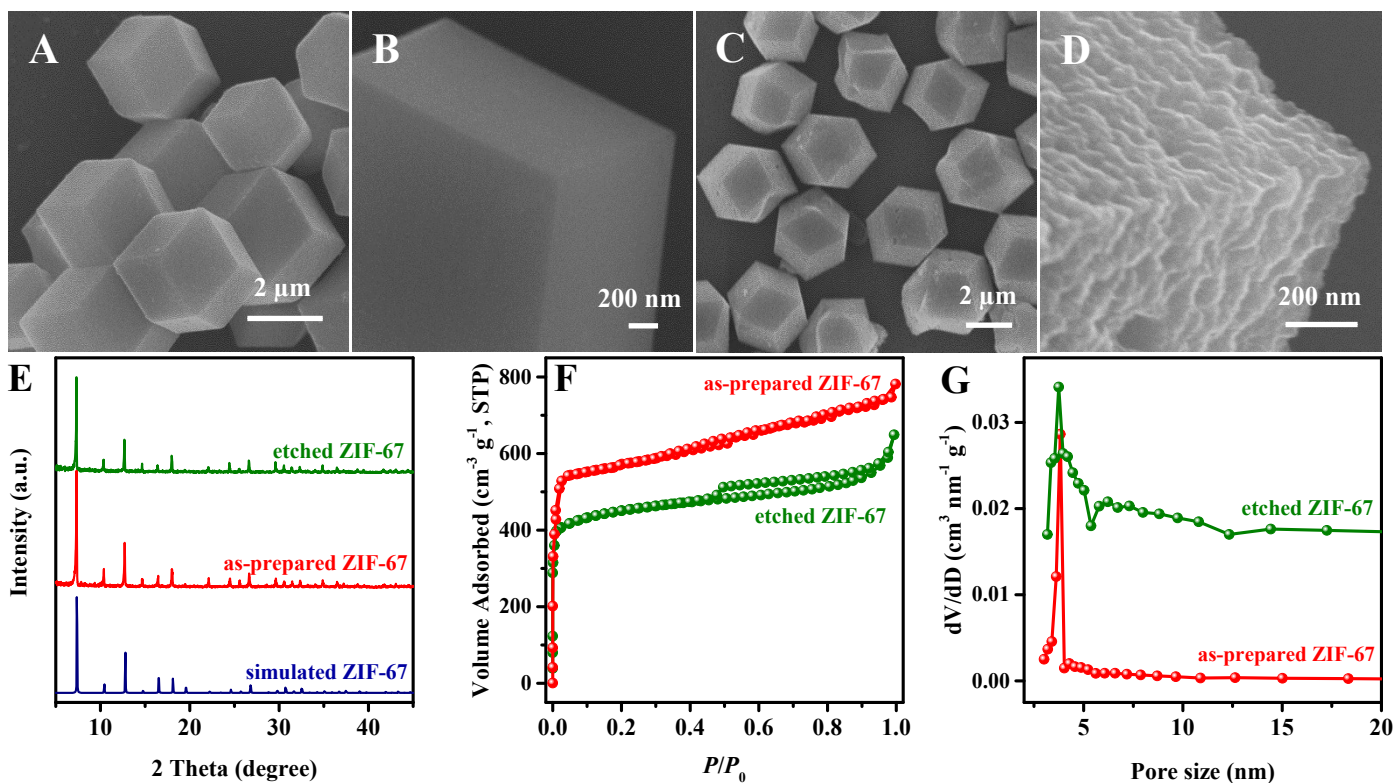 A
2 µm
B
200 nm
C
2 µm
D
200 nm
E
Intensity (a.u.)
etched ZIF-67
as-prepared ZIF-67
simulated ZIF-67
10 20 30 40
2 Theta (degree)
F
Volume Adsorbed (cm⁻³ g⁻¹, STP)
800
600
400
200
0
as-prepared ZIF-67
etched ZIF-67
0.0 0.2 0.4 0.6 0.8 1.0
P/P₀
G
dV/dD (cm³ nm⁻¹ g⁻¹)
0.03
0.02
0.01
0.00
etched ZIF-67
as-prepared ZIF-67
5 10 15 20
Pore size (nm)